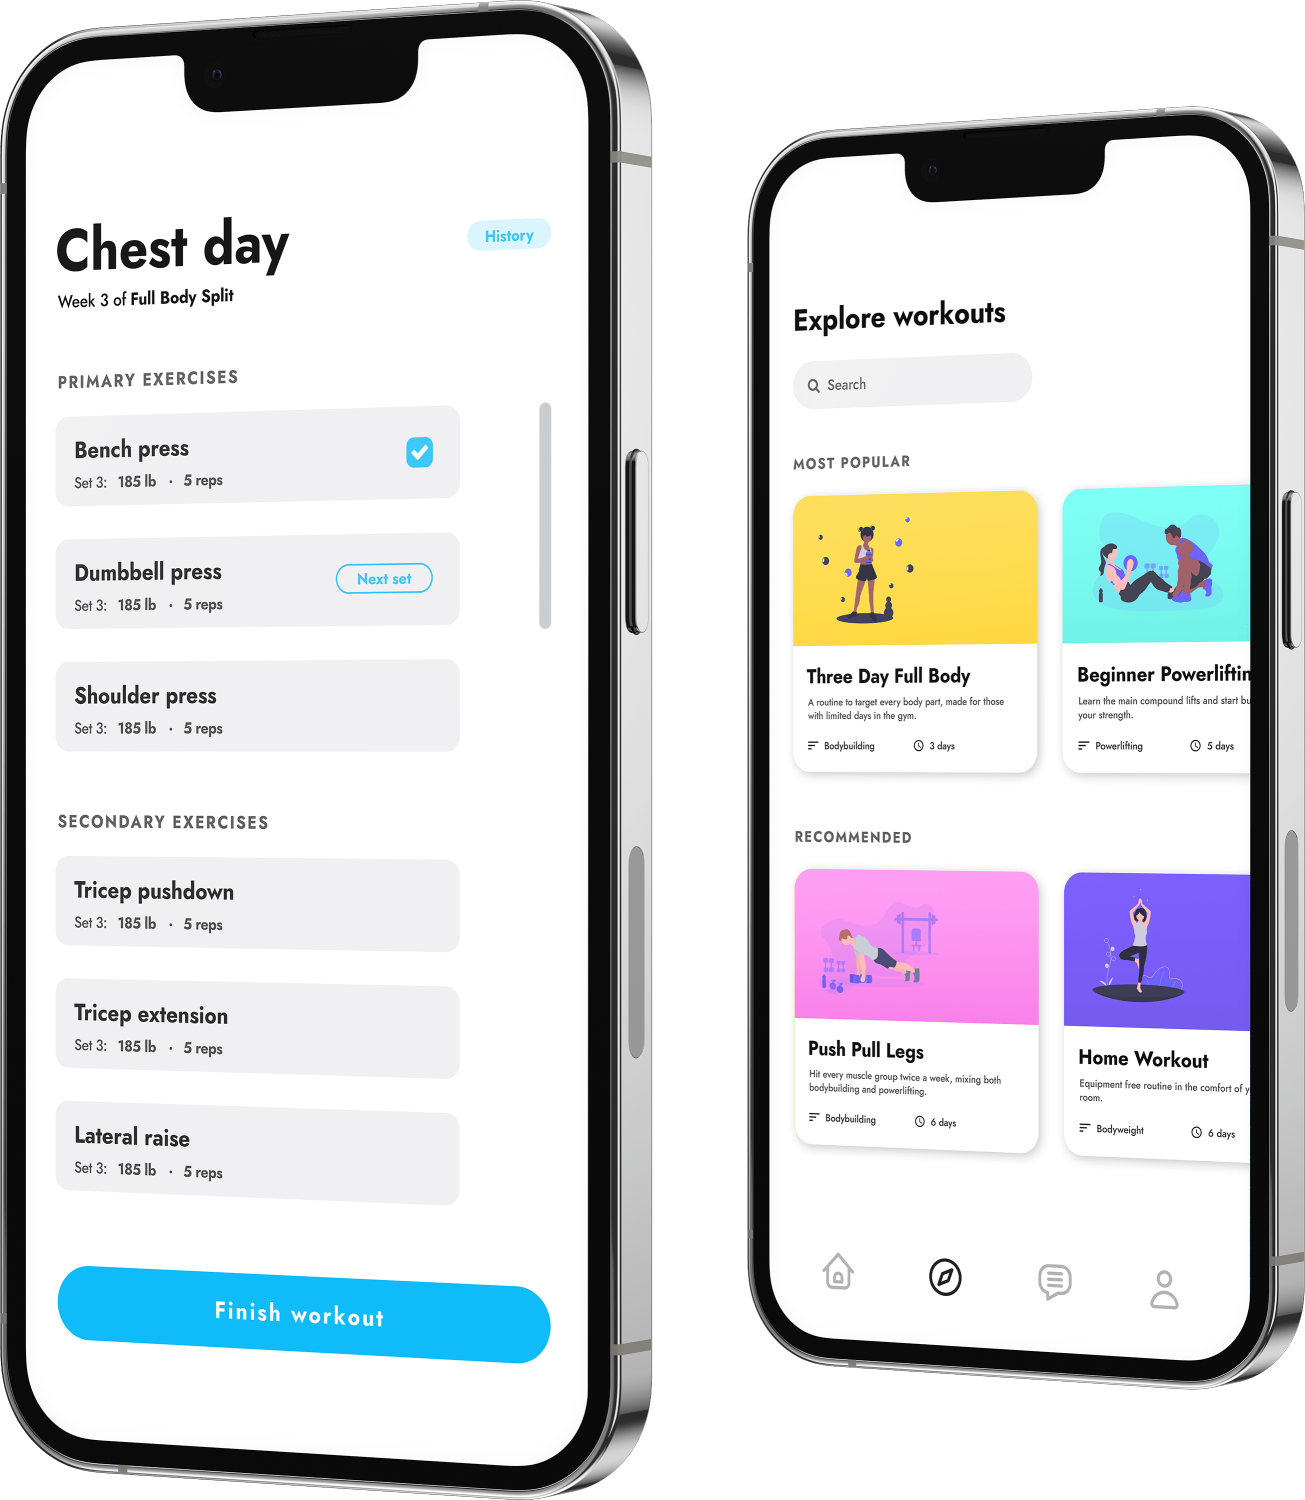 Chest day
History
Week 3 of Full Body Split
PRIMARY EXERCISES
Bench press
Set 3: 185 lb · 5 reps
Dumbbell press
Set 3: 185 lb · 5 reps
Next set
Shoulder press
Set 3: 185 lb · 5 reps
SECONDARY EXERCISES
Tricep pushdown
Set 3: 185 lb · 5 reps
Tricep extension
Set 3: 185 lb · 5 reps
Lateral raise
Set 3: 185 lb · 5 reps
Finish workout
Explore workouts
Search
MOST POPULAR
Three Day Full Body
A routine to target every body part, made for those
with limited days in the gym.
Bodybuilding 3 days
Beginner Powerliftin
Learn the main compound lifts and start bu
your strength.
Powerlifting 5 days
RECOMMENDED
Push Pull Legs
Hit every muscle group twice a week, mixing both
bodybuilding and powerlifting.
Bodybuilding 6 days
Home Workout
Equipment free routine in the comfort of y
room.
Bodyweight 6 days